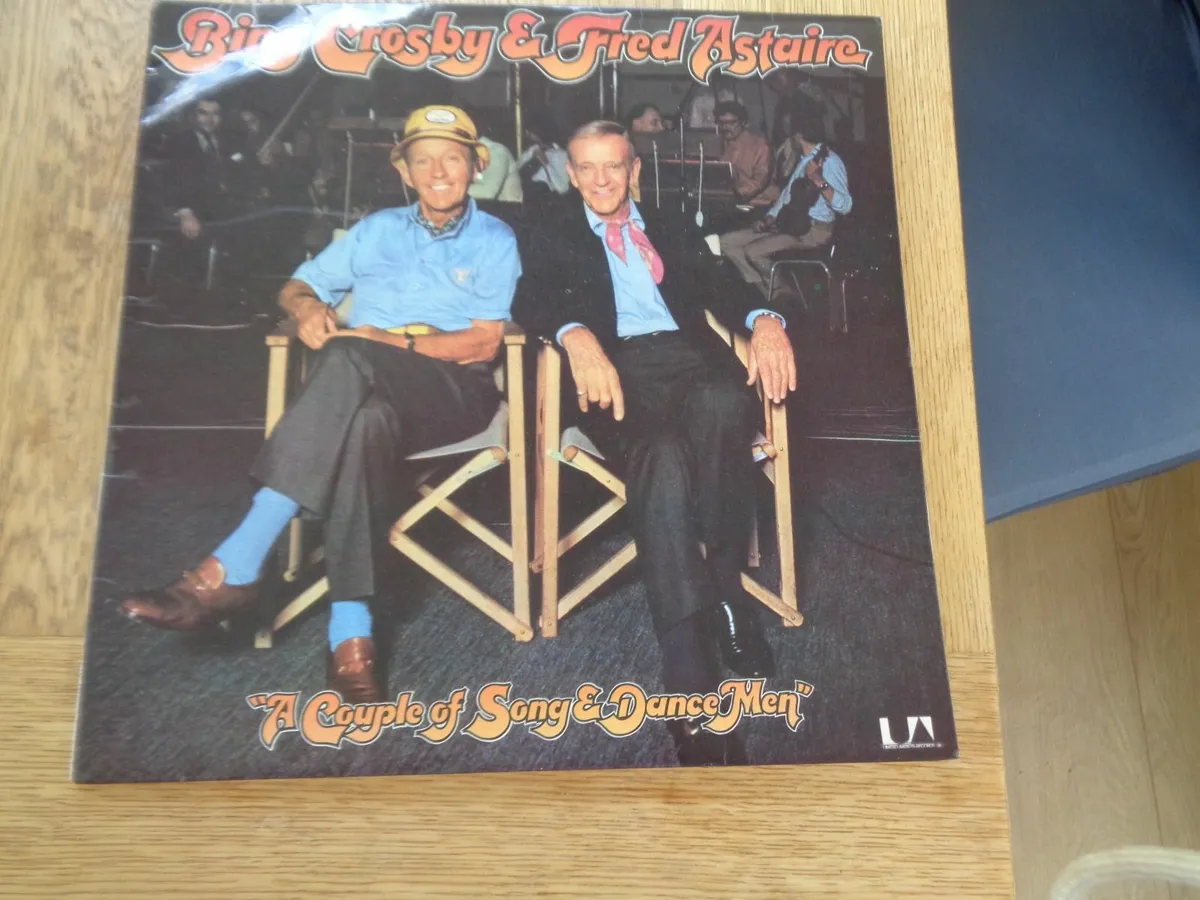 Bing Crosby & Fred Astaire
"A Couple of Song & Dance Men"
UA